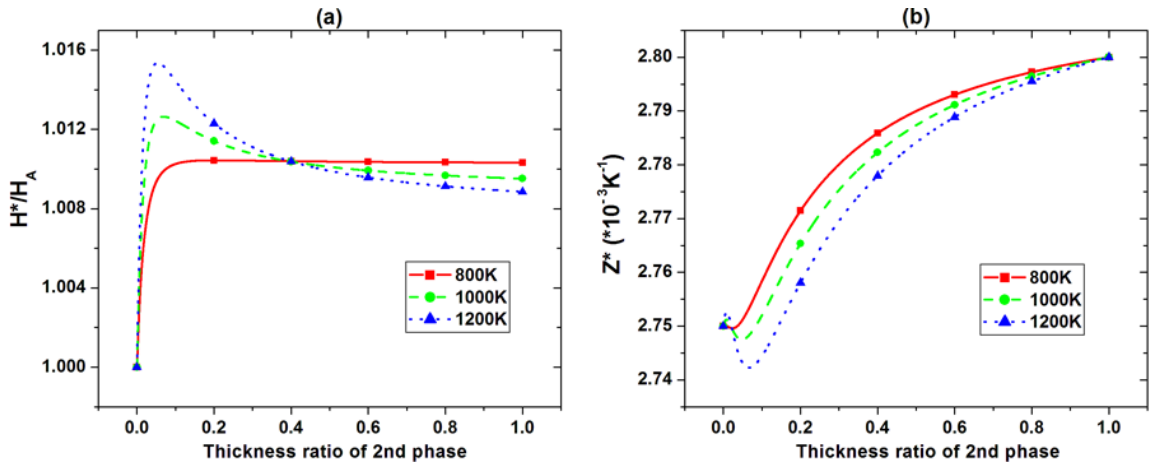 (a)
H*/H_A
1.016
1.012
1.008
1.004
1.000
800K
1000K
1200K
0.0 0.2 0.4 0.6 0.8 1.0
Thickness ratio of 2nd phase
(b)
Z* (*10⁻³K⁻¹)
2.80
2.79
2.78
2.77
2.76
2.75
2.74
800K
1000K
1200K
0.0 0.2 0.4 0.6 0.8 1.0
Thickness ratio of 2nd phase